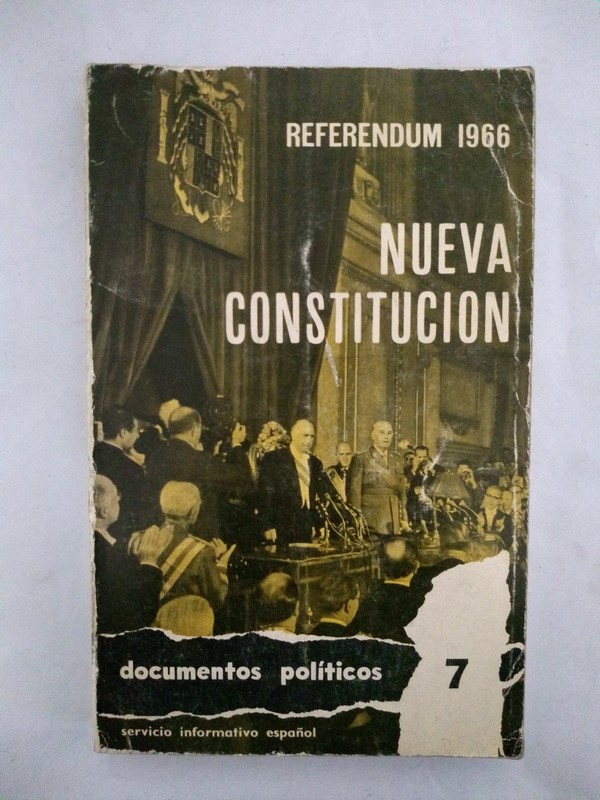 REFERENDUM 1966
NUEVA
CONSTITUCION
documentos políticos 7
servicio informativo español